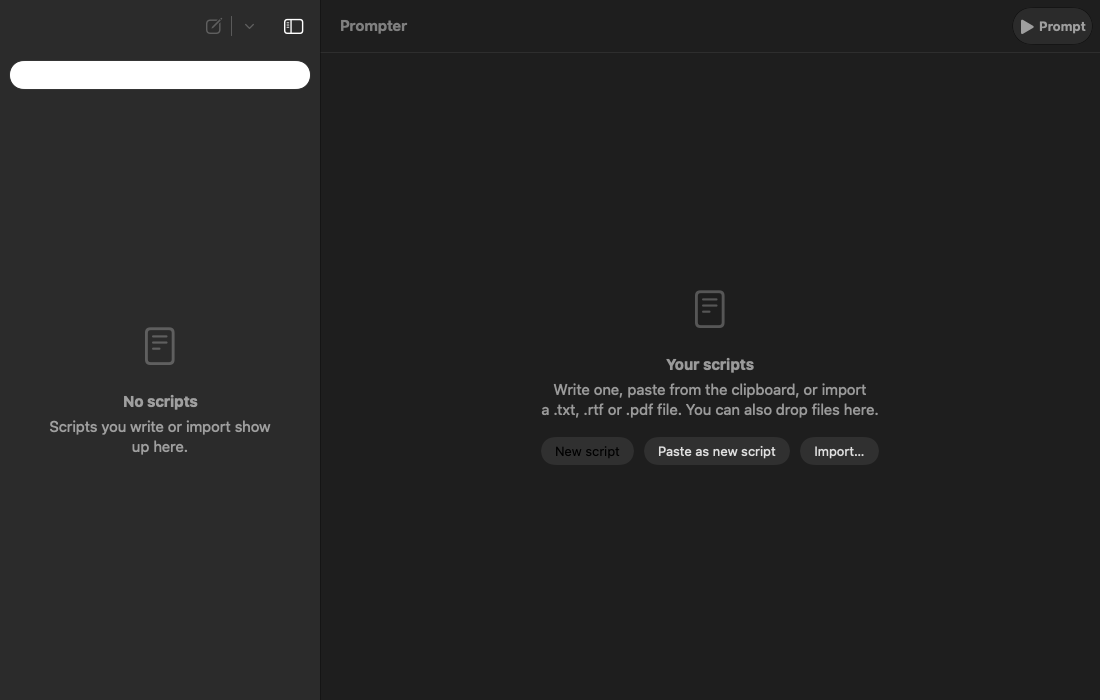 Prompter
Prompt
No scripts
Scripts you write or import show
up here.
Your scripts
Write one, paste from the clipboard, or import
a .txt, .rtf or .pdf file. You can also drop files here.
New script
Paste as new script
Import...